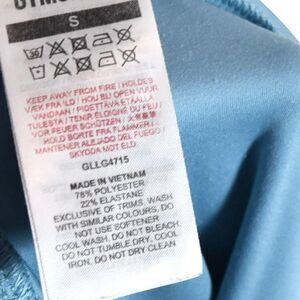 S
KEEP AWAY FROM FIRE / HOLDES
VÆK FRA ILD / HOU BIJ OPEN VUUR
VANDAAN / PIDETTÄVÄ ETÄÄLLÄ
TULESTA / TENIR ÉLOIGNÉ DU FEU /
VOR FEUER SCHÜTZEN /
HOLD BORTE FRA FLAMMER /
MANTENER ALEJADO DEL FUEGO /
SKYDDA MOT ELD.
GLLG4715
MADE IN VIETNAM
78% POLYESTER
22% ELASTANE
EXCLUSIVE OF TRIMS. WASH
WITH SIMILAR COLOURS. DO
NOT USE SOFTENER
COOL WASH. DO NOT BLEACH.
DO NOT TUMBLE DRY. COOL
IRON. DO NOT DRY CLEAN